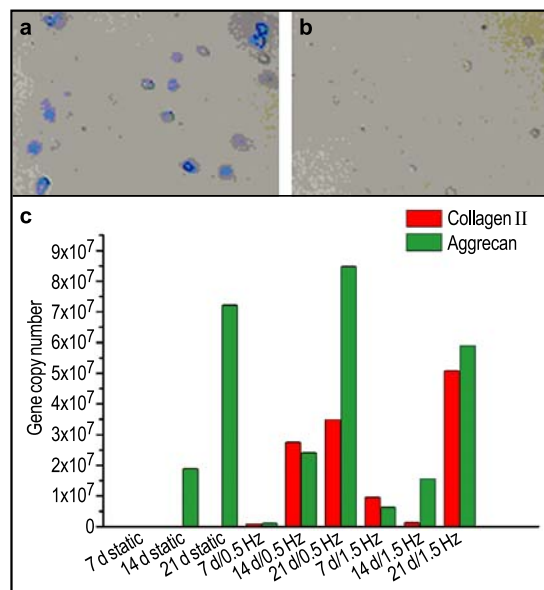 a
b
c
Collagen II
Aggrecan
Gene copy number
9x10⁷
8x10⁷
7x10⁷
6x10⁷
5x10⁷
4x10⁷
3x10⁷
2x10⁷
1x10⁷
0
7 d static
14 d static
21 d static
7 d/0.5 Hz
14 d/0.5 Hz
21 d/0.5 Hz
7 d/1.5 Hz
14 d/1.5 Hz
21 d/1.5 Hz